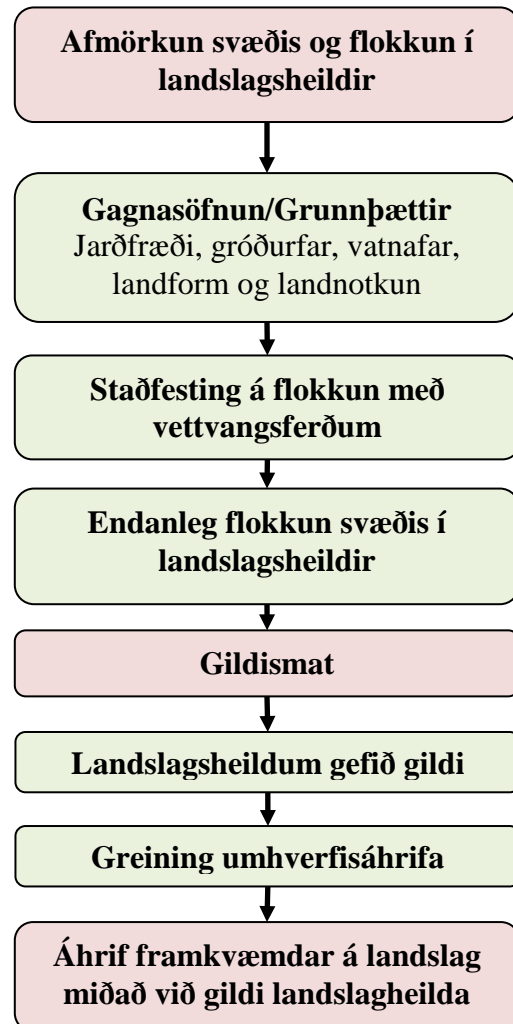 Afmörkun svæðis og flokkun í
landslagsheildir
Gagnasöfnun/Grunnþættir
Jarðfræði, gróðurfar, vatnafar,
landform og landnotkun
Staðfesting á flokkun með
vettvangsferðum
Endanleg flokkun svæðis í
landslagsheildir
Gildismat
Landslagsheildum gefið gildi
Greining umhverfisáhrifa
Áhrif framkvæmdar á landslag
miðað við gildi landslagheilda